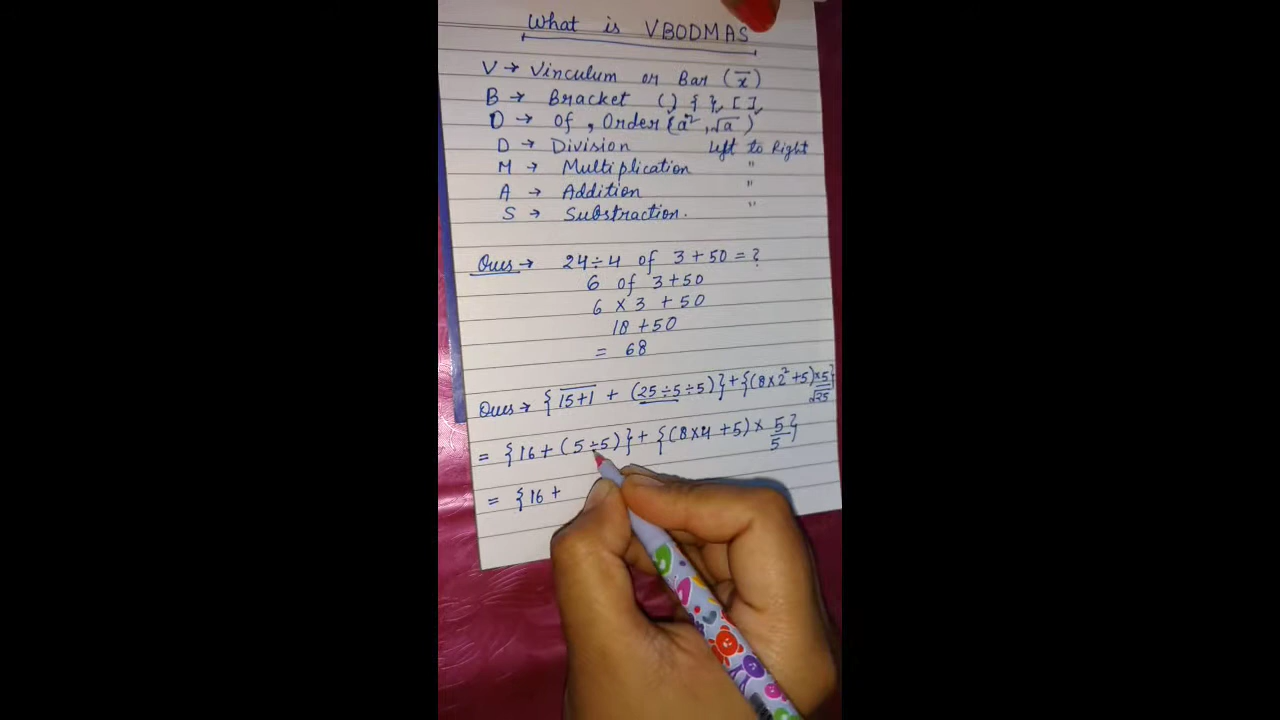 What is VBODMAS
V → Vinculum or Bar (x̅)
B → Bracket () { }, [ ],
O → Of , Order (a², √a )
D → Division Left to Right
M → Multiplication "
A → Addition "
S → Substraction. "
Ques → 24 ÷ 4 of 3 + 50 = ?
6 of 3 + 50
6 × 3 + 50
18 + 50
= 68
Ques → { 15+1 + (25 ÷ 5 ÷ 5) } + { (8 × 2² + 5) × 5/√25 }
= { 16 + ( 5 ÷ 5) } + { (8×4 + 5) × 5/5 }
= { 16 +